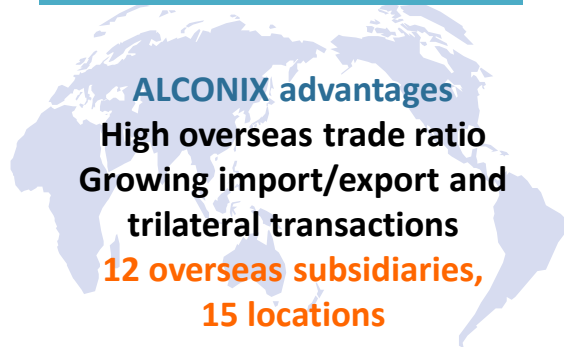 ALCONIX advantages
High overseas trade ratio
Growing import/export and
trilateral transactions
12 overseas subsidiaries,
15 locations